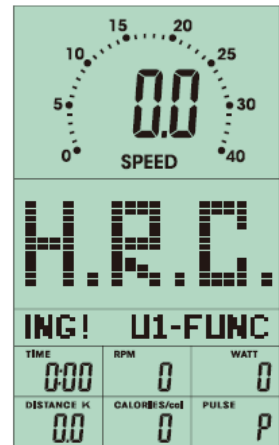 15 20
10 25
5 0.0 30
0 SPEED 40
H.R.C.
ING! U1-FUNC
TIME RPM WATT
0:00 0 0
DISTANCE K CALORIES/col PULSE
0.0 0 P